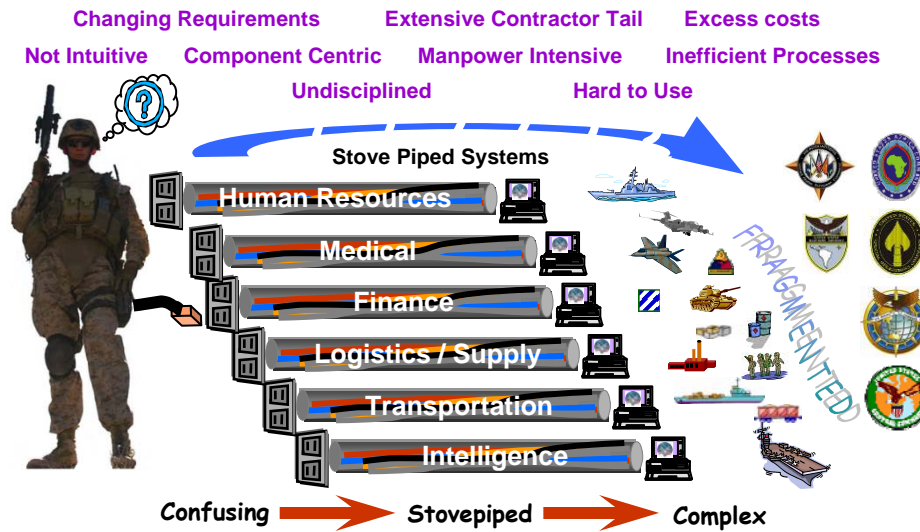 Changing Requirements Extensive Contractor Tail Excess costs
Not Intuitive Component Centric Manpower Intensive Inefficient Processes
Undisciplined Hard to Use
?
Stove Piped Systems
Human Resources
Medical
Finance
Logistics / Supply
Transportation
Intelligence
FRAGMENTED
Confusing Stovepiped Complex